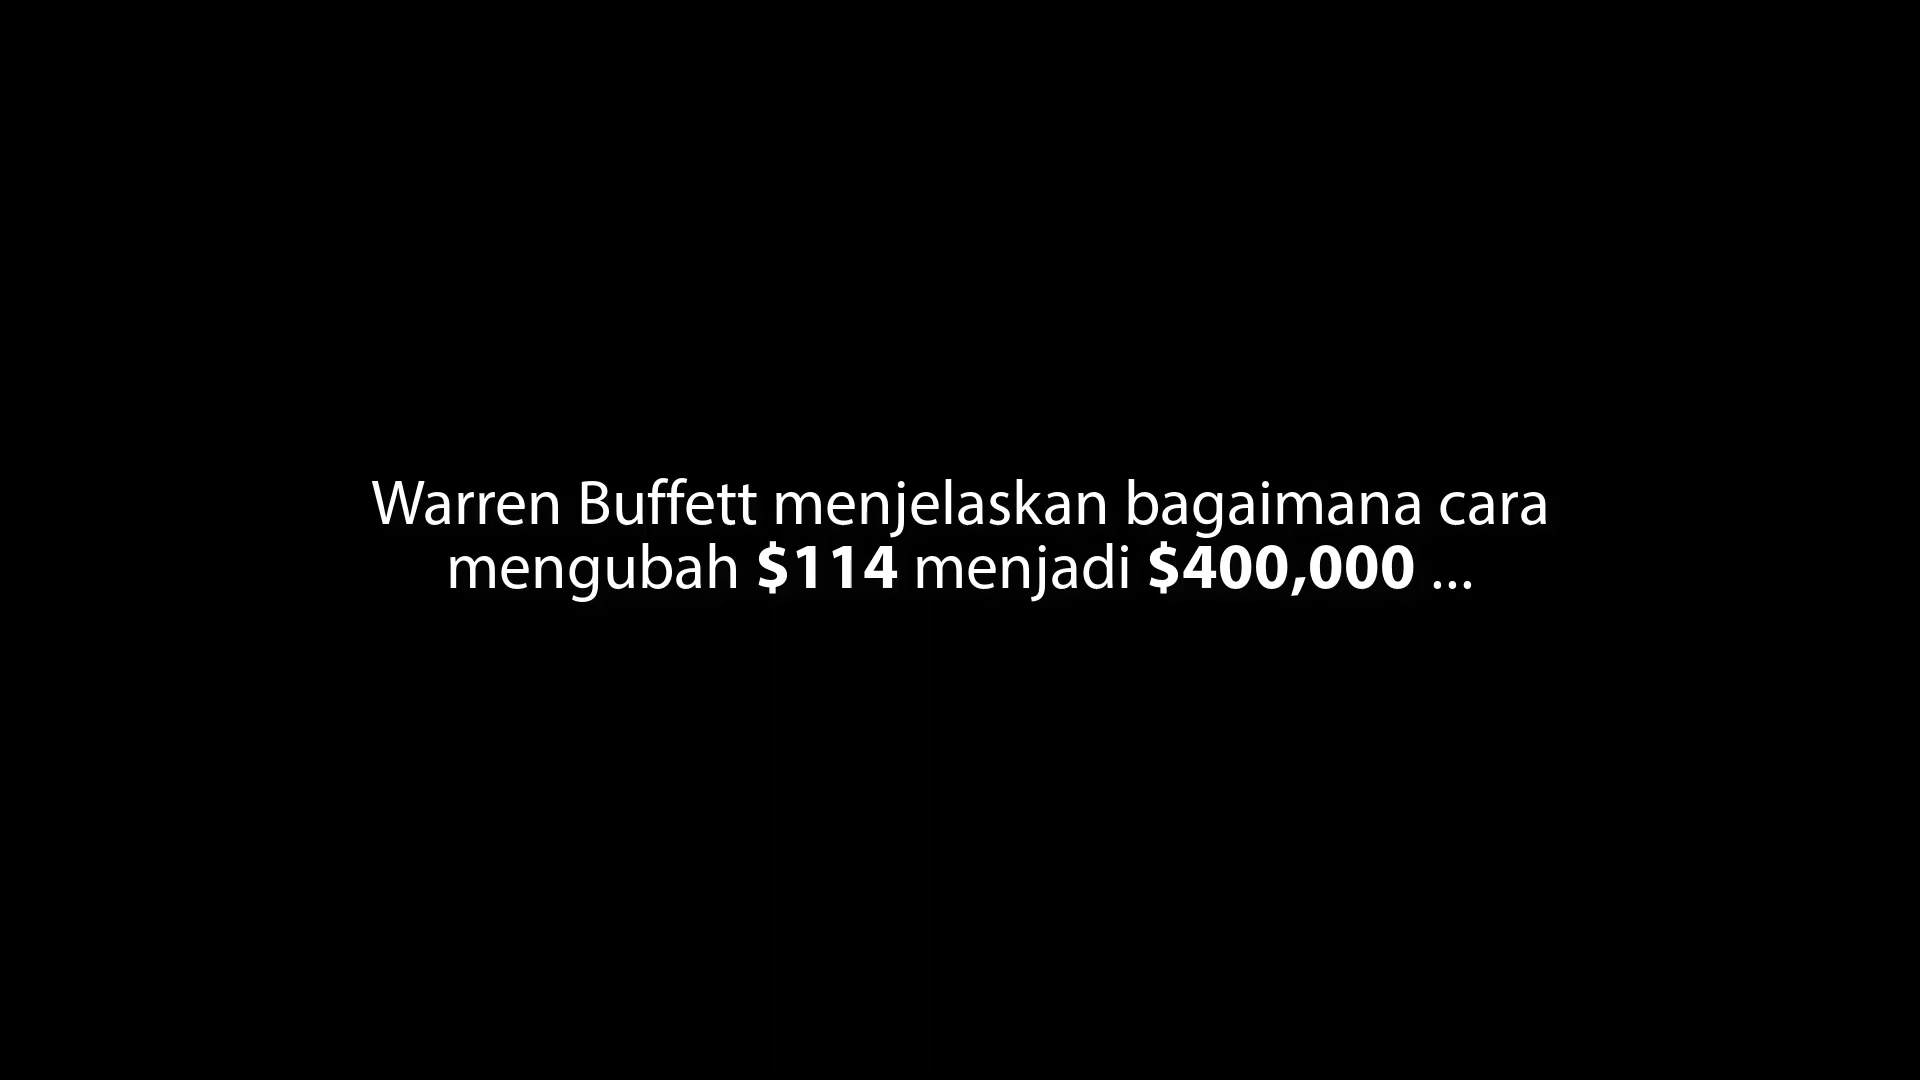 Warren Buffett menjelaskan bagaimana cara
mengubah $114 menjadi $400,000 ...